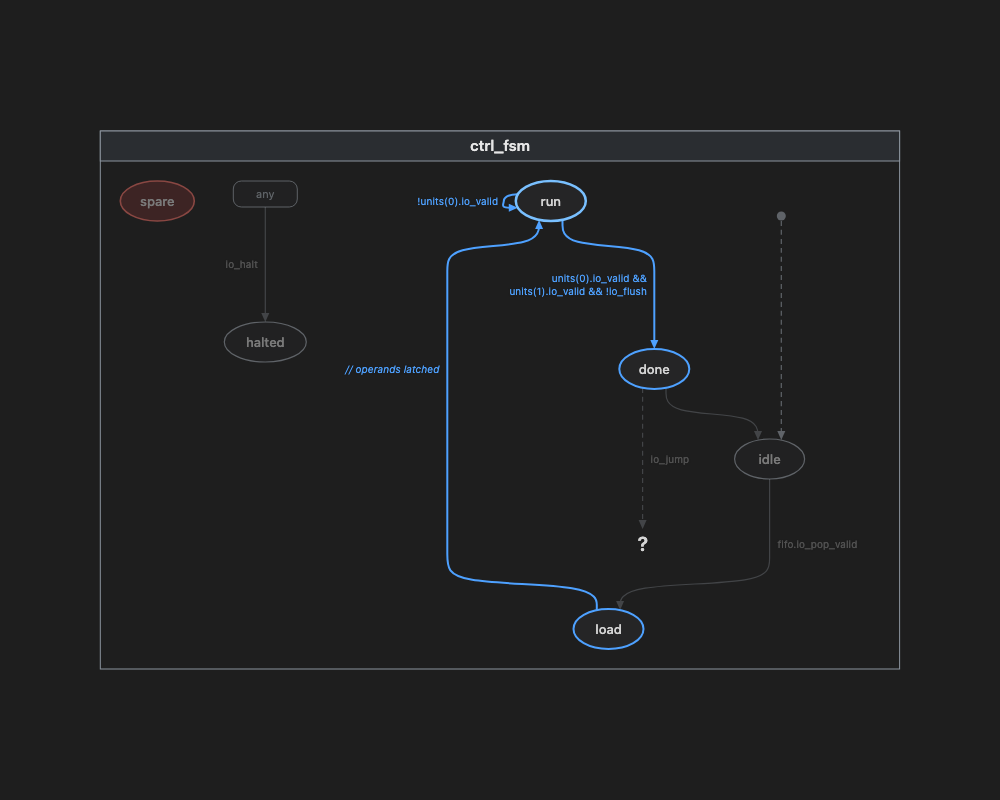 ctrl_fsm
spare
any
!units(0).io_valid
run
io_halt
units(0).io_valid &&
units(1).io_valid && !io_flush
halted
// operands latched
done
io_jump
idle
?
fifo.io_pop_valid
load